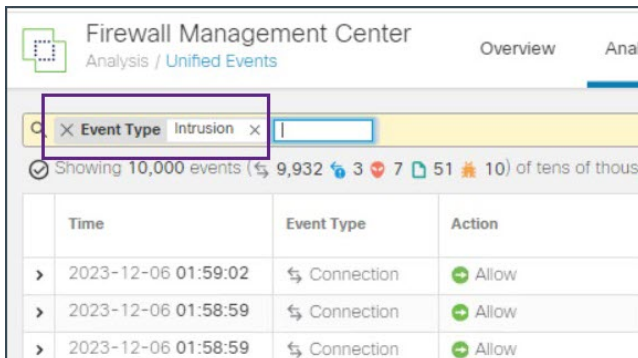 Firewall Management Center
Analysis / Unified Events
Overview
Event Type Intrusion
Showing 10,000 events (9,932 3 7 51 10) of tens of thous
Time Event Type Action
2023-12-06 01:59:02 Connection Allow
2023-12-06 01:58:59 Connection Allow
2023-12-06 01:58:59 Connection Allow